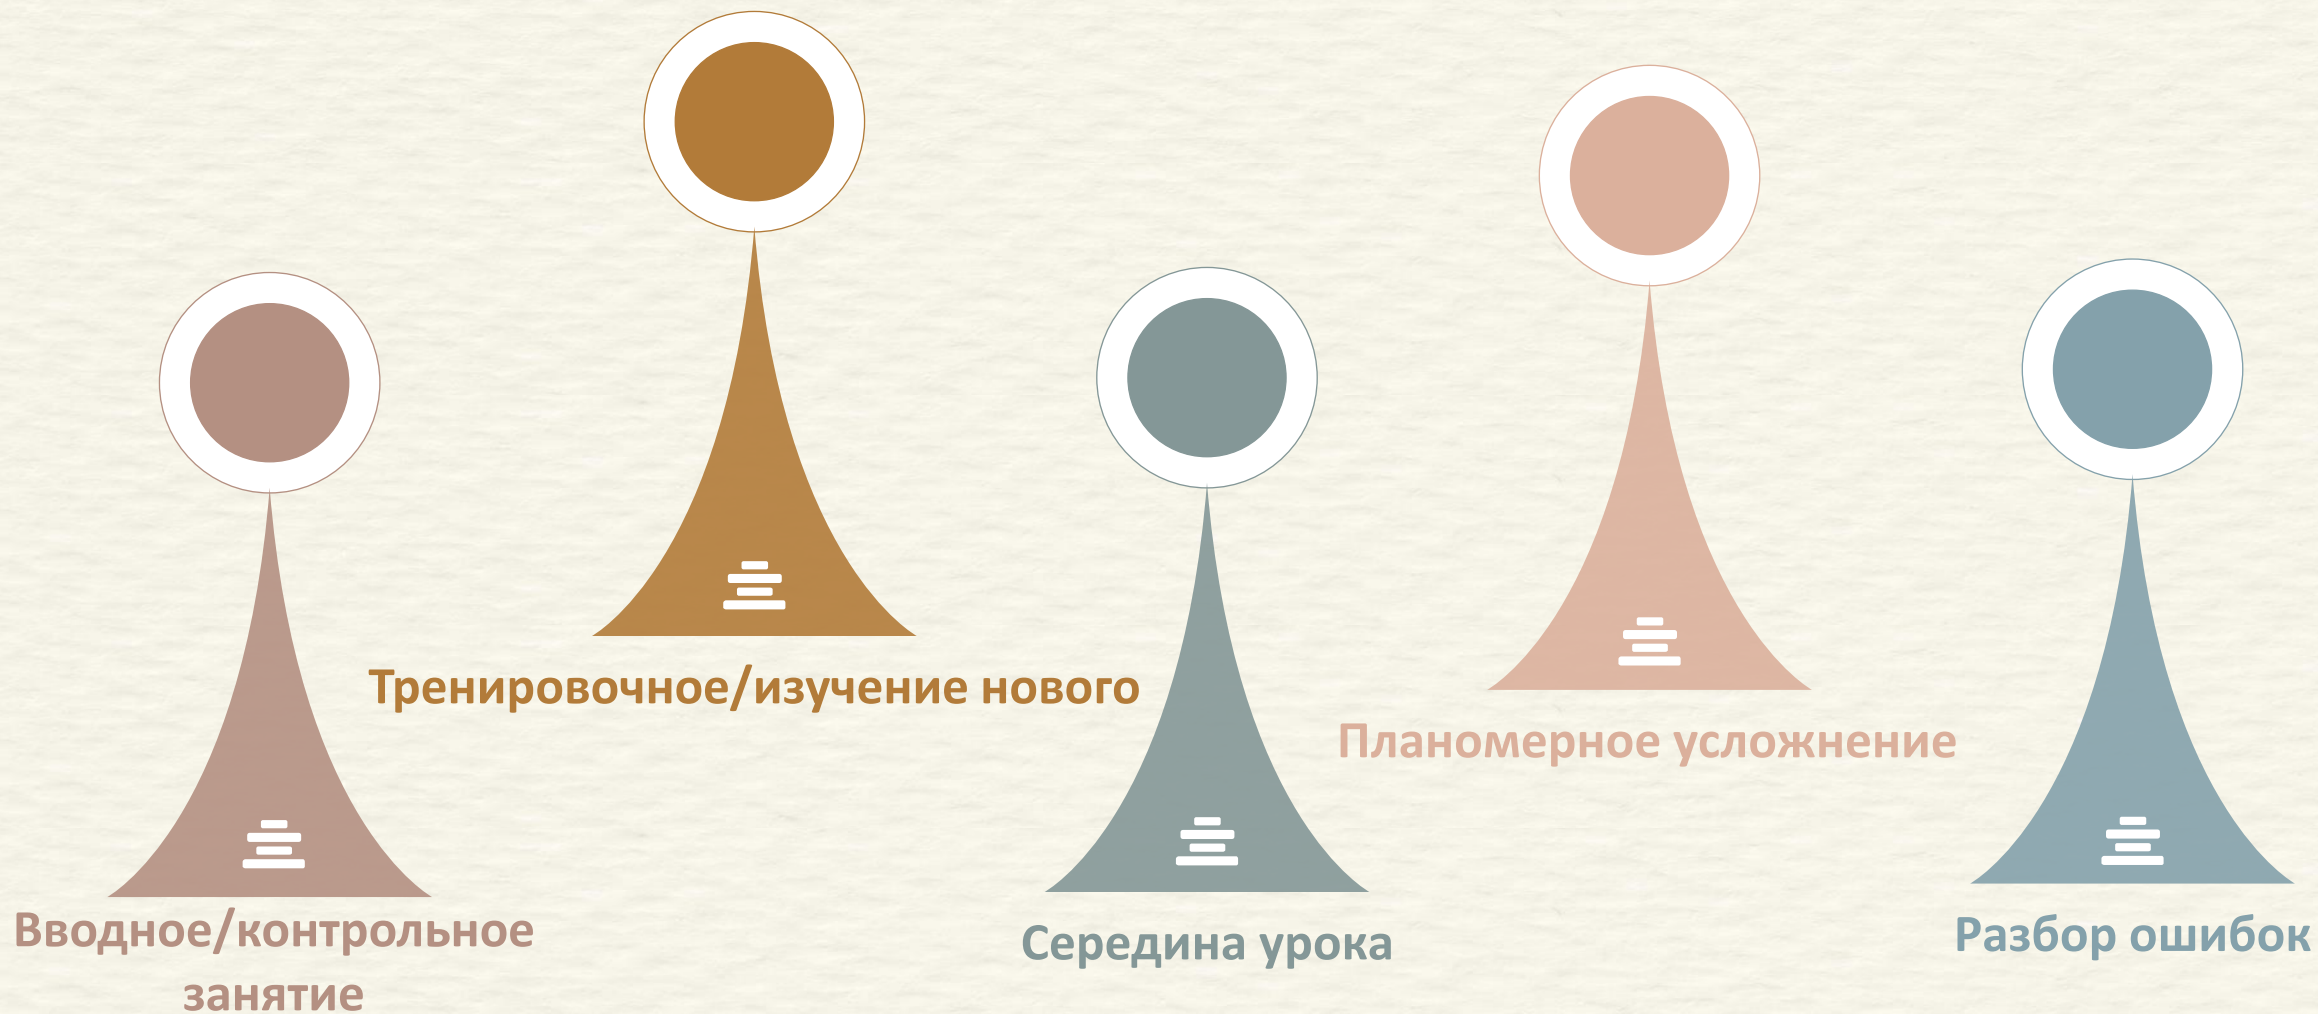 Вводное/контрольное
занятие
Тренировочное/изучение нового
Середина урока
Планомерное усложнение
Разбор ошибок